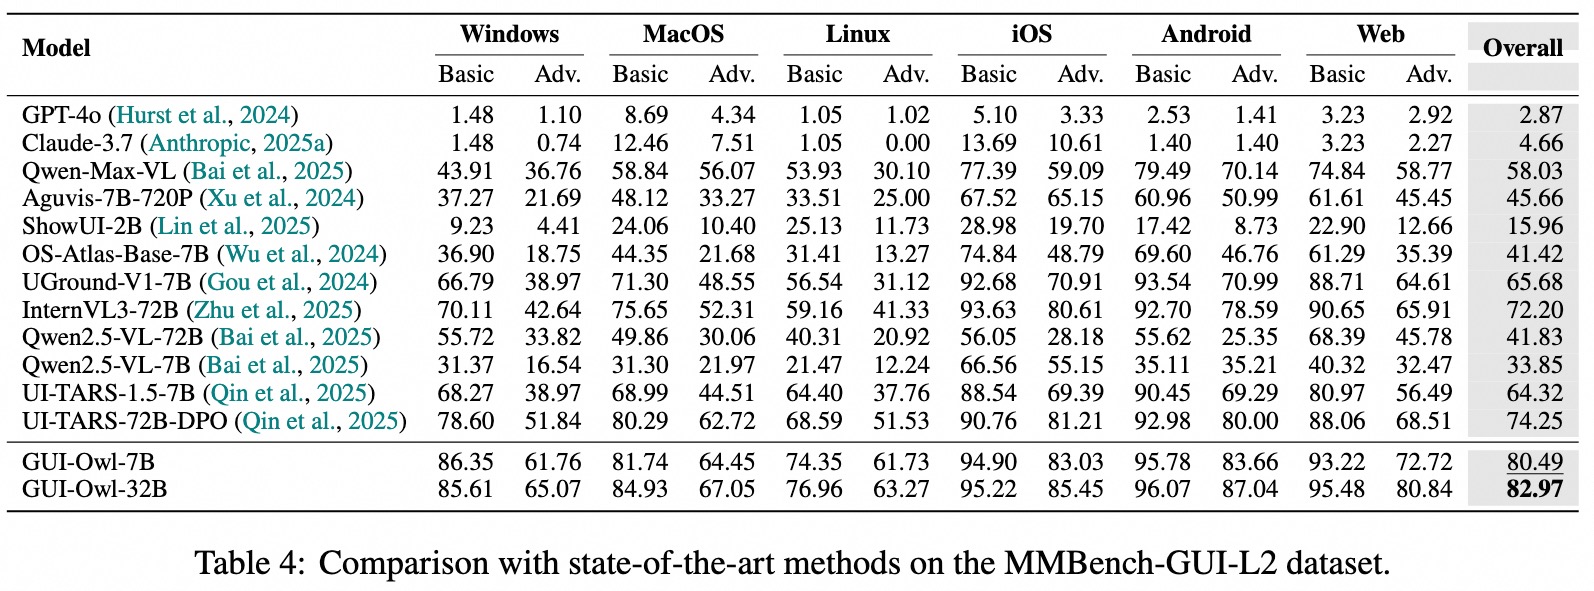 Model Windows MacOS Linux iOS Android Web Overall
Basic Adv. Basic Adv. Basic Adv. Basic Adv. Basic Adv. Basic Adv.
GPT-4o (Hurst et al., 2024) 1.48 1.10 8.69 4.34 1.05 1.02 5.10 3.33 2.53 1.41 3.23 2.92 2.87
Claude-3.7 (Anthropic, 2025a) 1.48 0.74 12.46 7.51 1.05 0.00 13.69 10.61 1.40 1.40 3.23 2.27 4.66
Qwen-Max-VL (Bai et al., 2025) 43.91 36.76 58.84 56.07 53.93 30.10 77.39 59.09 79.49 70.14 74.84 58.77 58.03
Aguvis-7B-720P (Xu et al., 2024) 37.27 21.69 48.12 33.27 33.51 25.00 67.52 65.15 60.96 50.99 61.61 45.45 45.66
ShowUI-2B (Lin et al., 2025) 9.23 4.41 24.06 10.40 25.13 11.73 28.98 19.70 17.42 8.73 22.90 12.66 15.96
OS-Atlas-Base-7B (Wu et al., 2024) 36.90 18.75 44.35 21.68 31.41 13.27 74.84 48.79 69.60 46.76 61.29 35.39 41.42
UGround-V1-7B (Gou et al., 2024) 66.79 38.97 71.30 48.55 56.54 31.12 92.68 70.91 93.54 70.99 88.71 64.61 65.68
InternVL3-72B (Zhu et al., 2025) 70.11 42.64 75.65 52.31 59.16 41.33 93.63 80.61 92.70 78.59 90.65 65.91 72.20
Qwen2.5-VL-72B (Bai et al., 2025) 55.72 33.82 49.86 30.06 40.31 20.92 56.05 28.18 55.62 25.35 68.39 45.78 41.83
Qwen2.5-VL-7B (Bai et al., 2025) 31.37 16.54 31.30 21.97 21.47 12.24 66.56 55.15 35.11 35.21 40.32 32.47 33.85
UI-TARS-1.5-7B (Qin et al., 2025) 68.27 38.97 68.99 44.51 64.40 37.76 88.54 69.39 90.45 69.29 80.97 56.49 64.32
UI-TARS-72B-DPO (Qin et al., 2025) 78.60 51.84 80.29 62.72 68.59 51.53 90.76 81.21 92.98 80.00 88.06 68.51 74.25
GUI-Owl-7B 86.35 61.76 81.74 64.45 74.35 61.73 94.90 83.03 95.78 83.66 93.22 72.72 80.49
GUI-Owl-32B 85.61 65.07 84.93 67.05 76.96 63.27 95.22 85.45 96.07 87.04 95.48 80.84 82.97
Table 4: Comparison with state-of-the-art methods on the MMBench-GUI-L2 dataset.